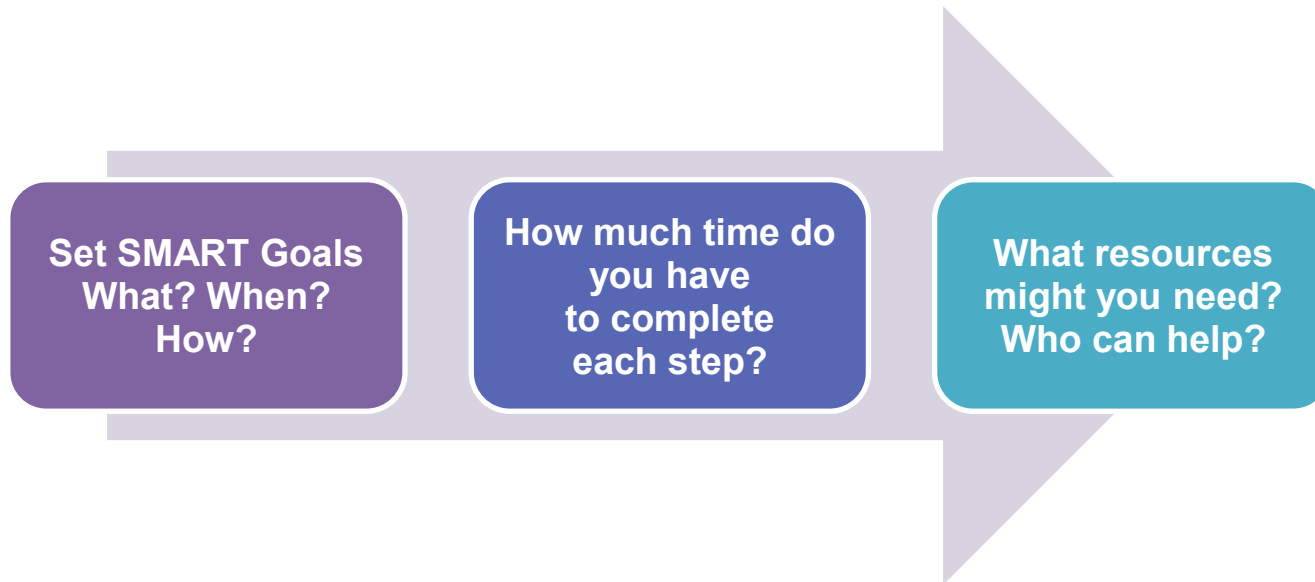 Set SMART Goals
What? When?
How?
How much time do
you have
to complete
each step?
What resources
might you need?
Who can help?